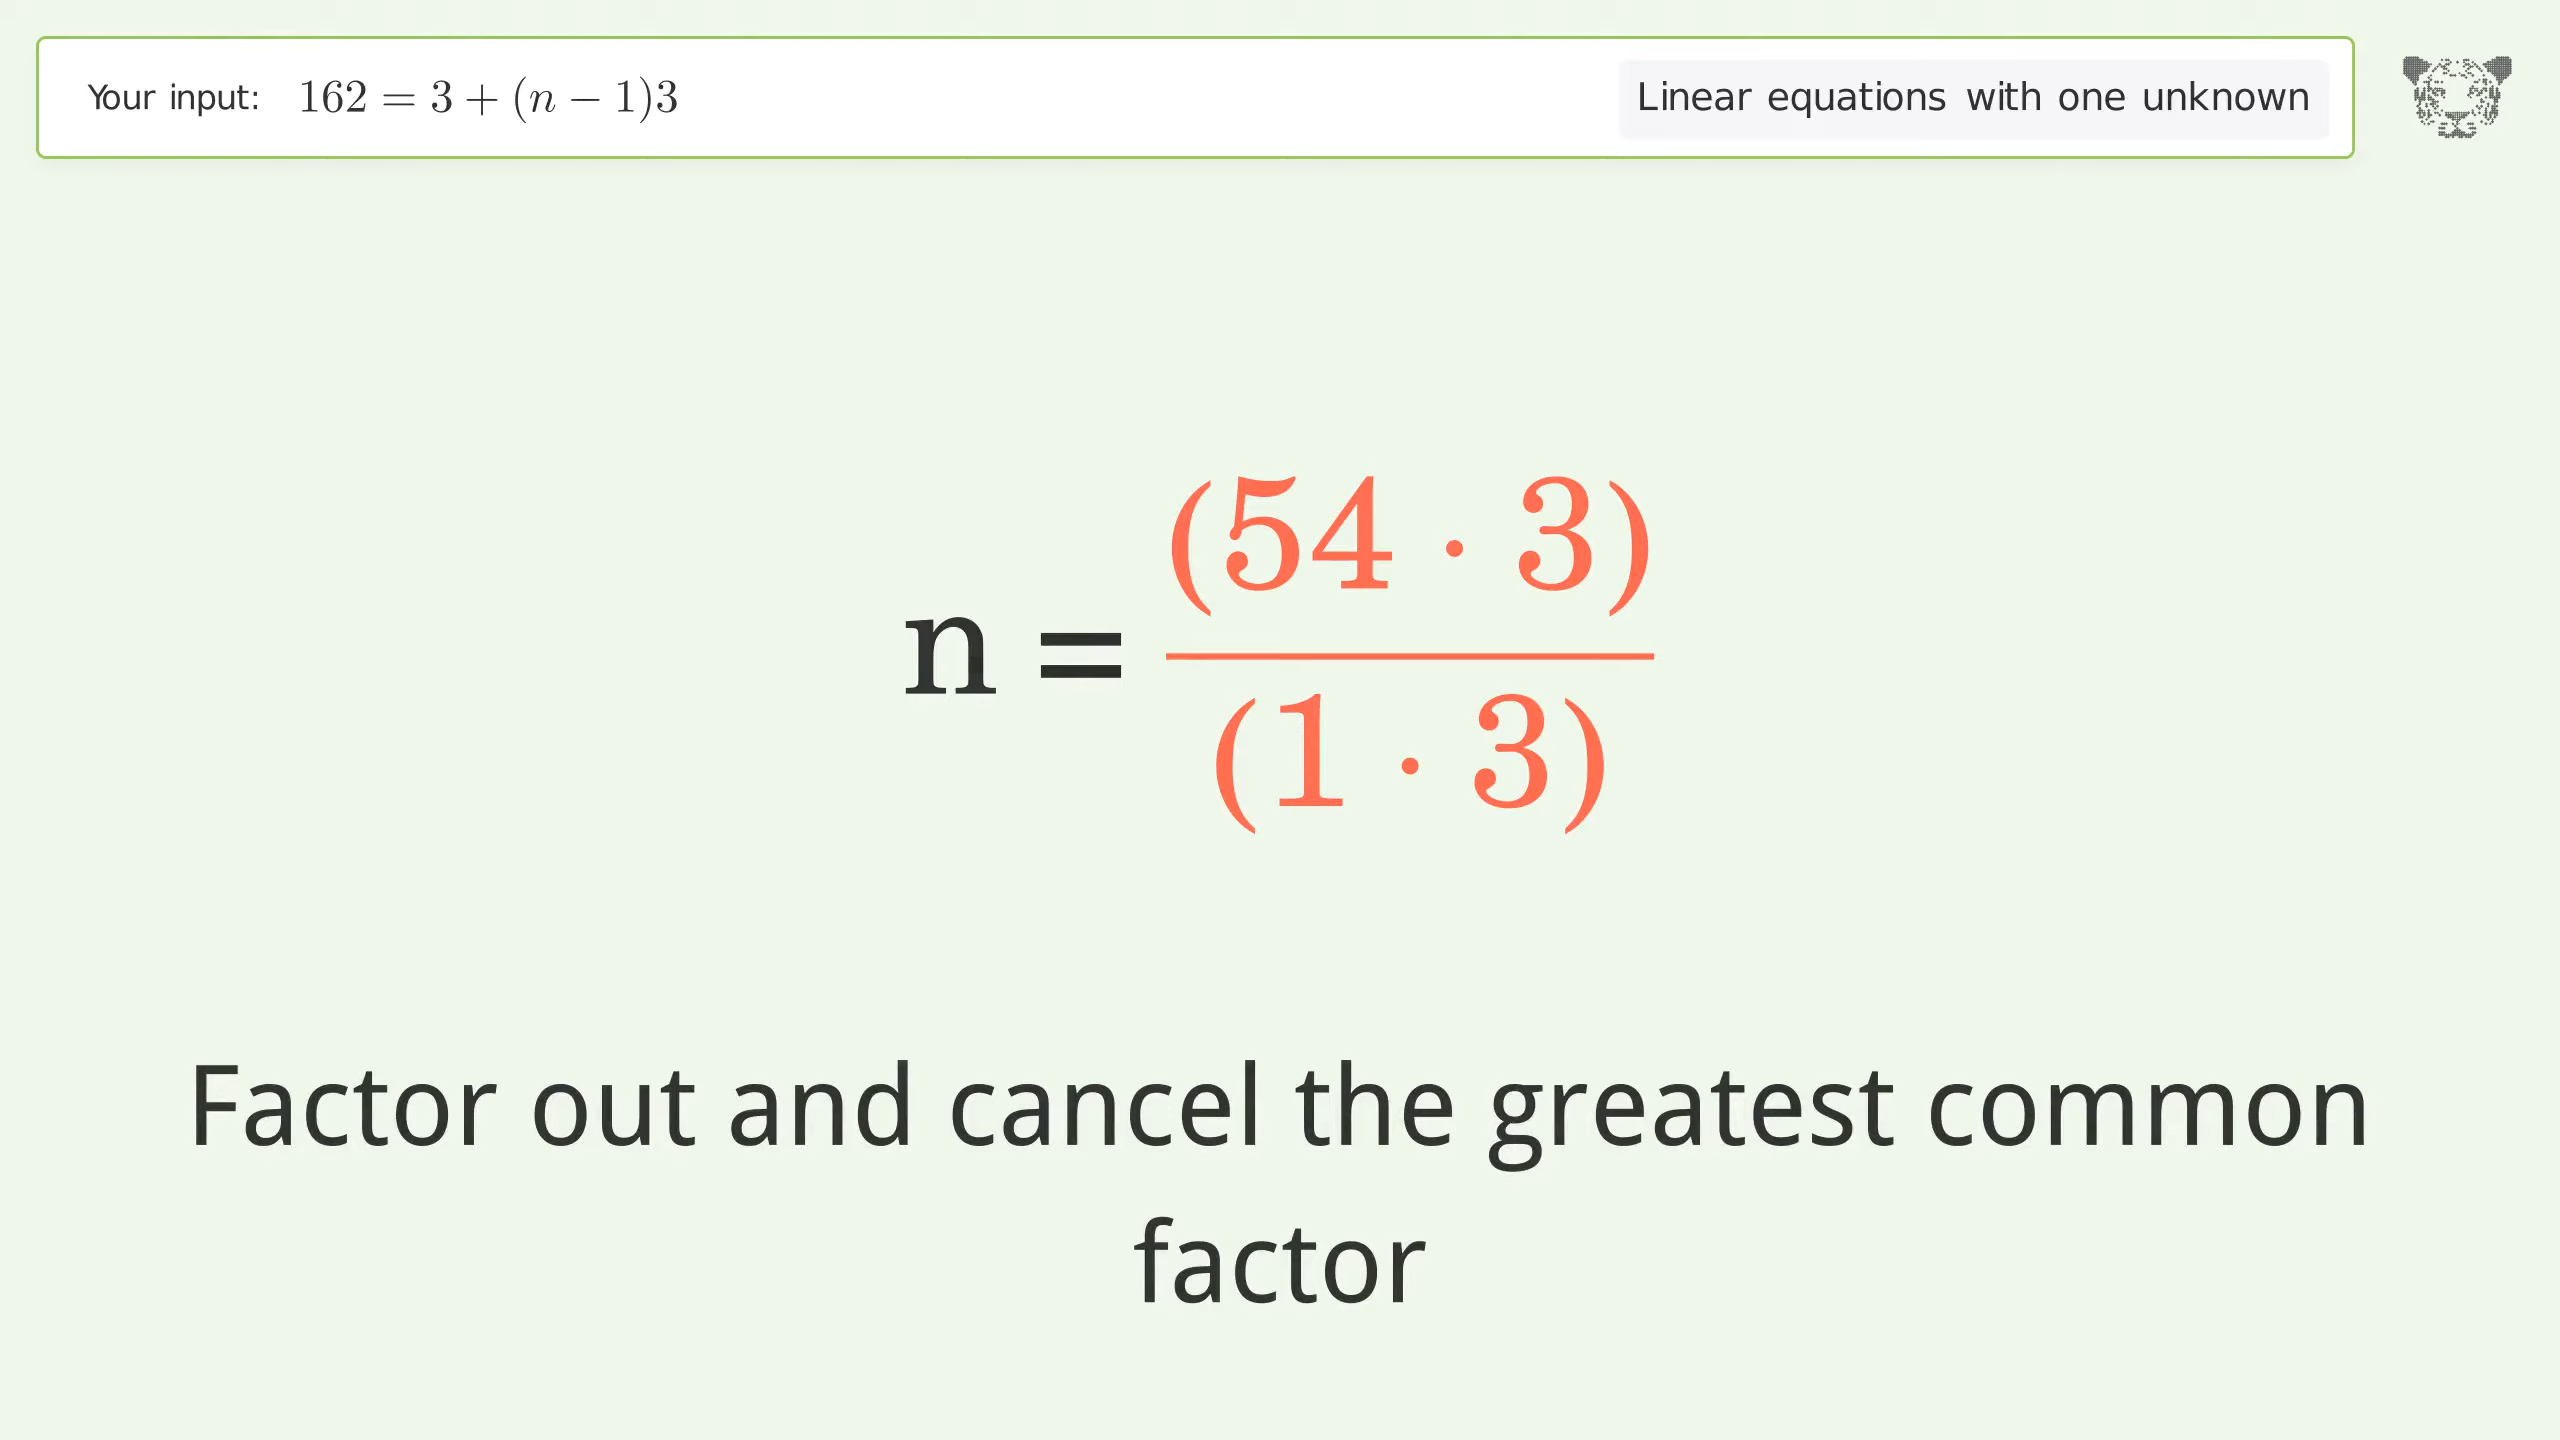 Your input: 162 = 3 + (n − 1)3
Linear equations with one unknown
n = (54 · 3) / (1 · 3)
Factor out and cancel the greatest common
factor